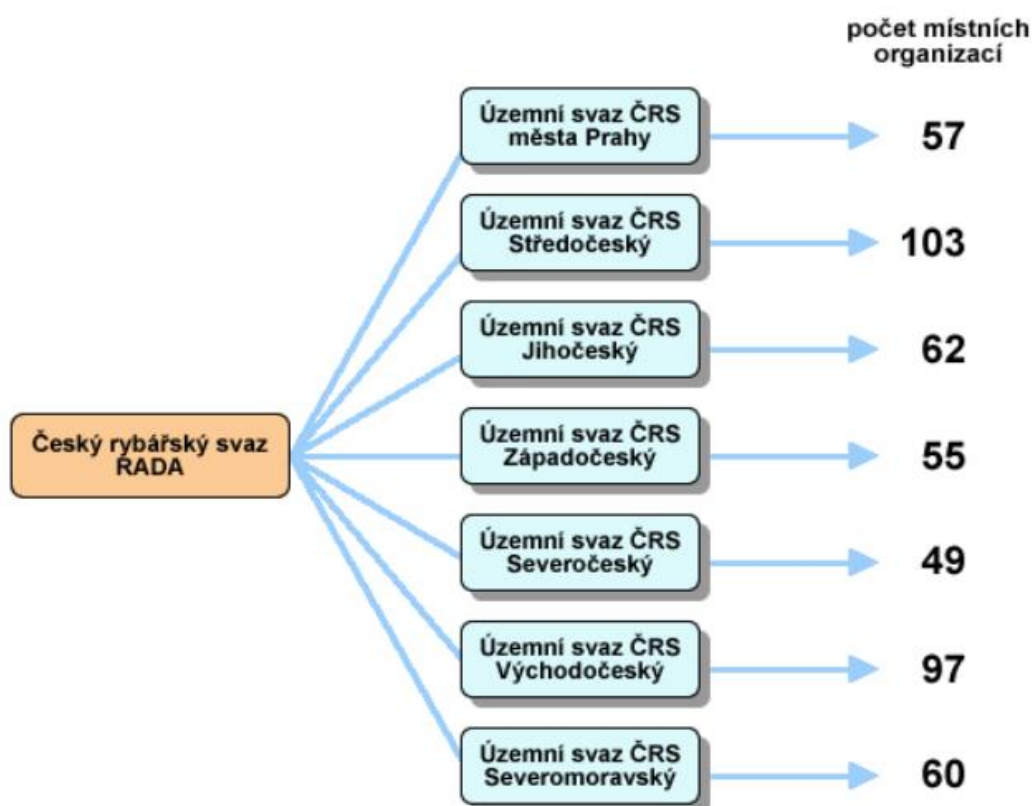 počet místních
organizací
Územní svaz ČRS
města Prahy
57
Územní svaz ČRS
Středočeský
103
Územní svaz ČRS
Jihočeský
62
Český rybářský svaz
RADA
Územní svaz ČRS
Západočeský
55
Územní svaz ČRS
Severočeský
49
Územní svaz ČRS
Východočeský
97
Územní svaz ČRS
Severomoravský
60